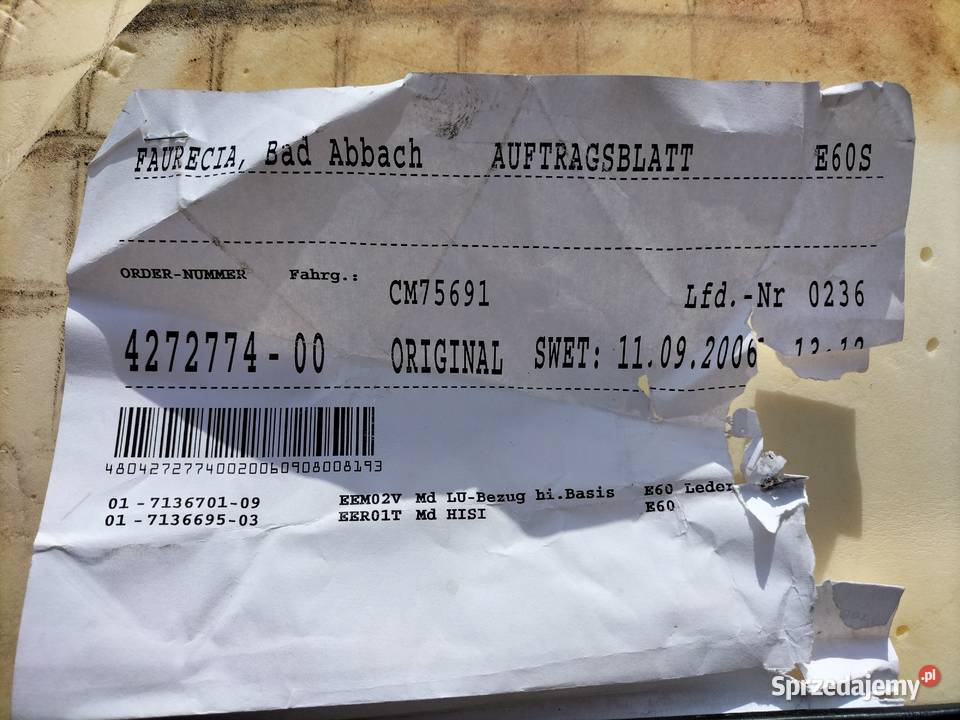 FAURECIA, Bad Abbach AUFTRAGSBLATT E60S
ORDER-NUMMER Fahrg.: CM75691 Lfd.-Nr 0236
4272774-00 ORIGINAL SWET: 11.09.2006 13.12
48042727740020060908008193
01-7136701-09 EEM02V Md LU-Bezug hi.Basis E60 Leder
01-7136695-03 EER01T Md HISI E60
Sprzedajemy.pl